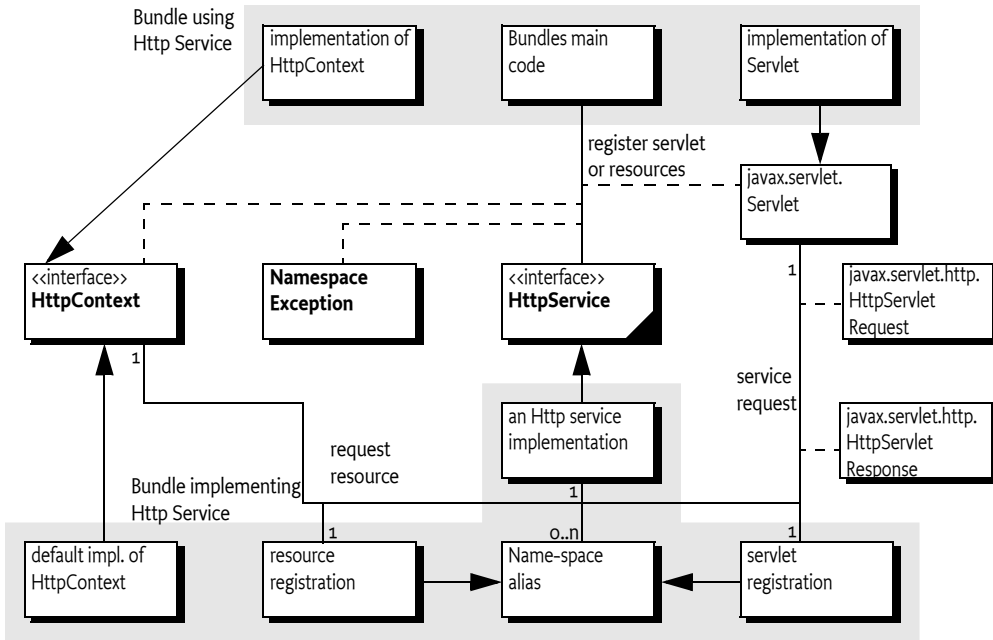 Bundle using
Http Service
implementation of
HttpContext
Bundles main
code
implementation of
Servlet
register servlet
or resources
javax.servlet.
Servlet
<<interface>>
HttpContext
Namespace
Exception
<<interface>>
HttpService
1
javax.servlet.http.
HttpServlet
Request
1
service
request
an Http service
implementation
javax.servlet.http.
HttpServlet
Response
request
resource
Bundle implementing
Http Service
1
1
0..n
1
default impl. of
HttpContext
resource
registration
Name-space
alias
servlet
registration